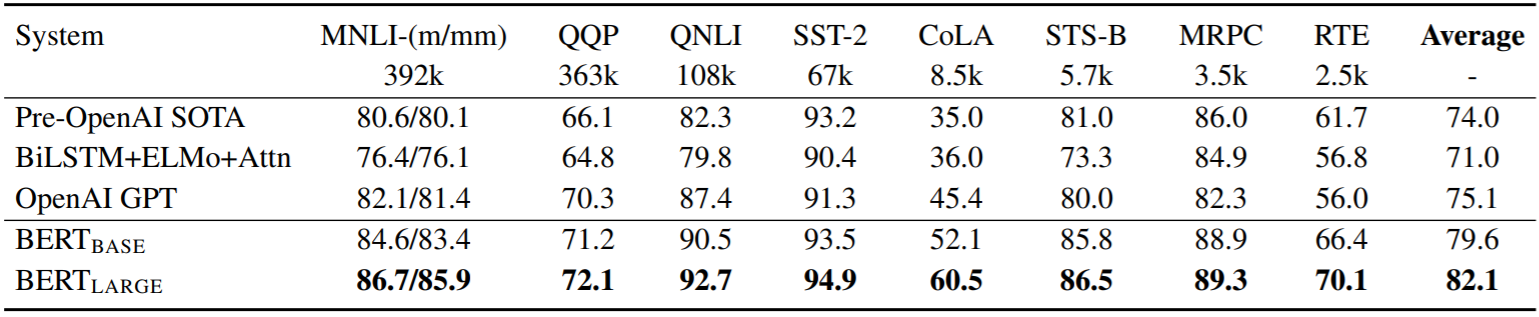 System MNLI-(m/mm) QQP QNLI SST-2 CoLA STS-B MRPC RTE Average
392k 363k 108k 67k 8.5k 5.7k 3.5k 2.5k -
Pre-OpenAI SOTA 80.6/80.1 66.1 82.3 93.2 35.0 81.0 86.0 61.7 74.0
BiLSTM+ELMo+Attn 76.4/76.1 64.8 79.8 90.4 36.0 73.3 84.9 56.8 71.0
OpenAI GPT 82.1/81.4 70.3 87.4 91.3 45.4 80.0 82.3 56.0 75.1
BERTBASE 84.6/83.4 71.2 90.5 93.5 52.1 85.8 88.9 66.4 79.6
BERTLARGE 86.7/85.9 72.1 92.7 94.9 60.5 86.5 89.3 70.1 82.1